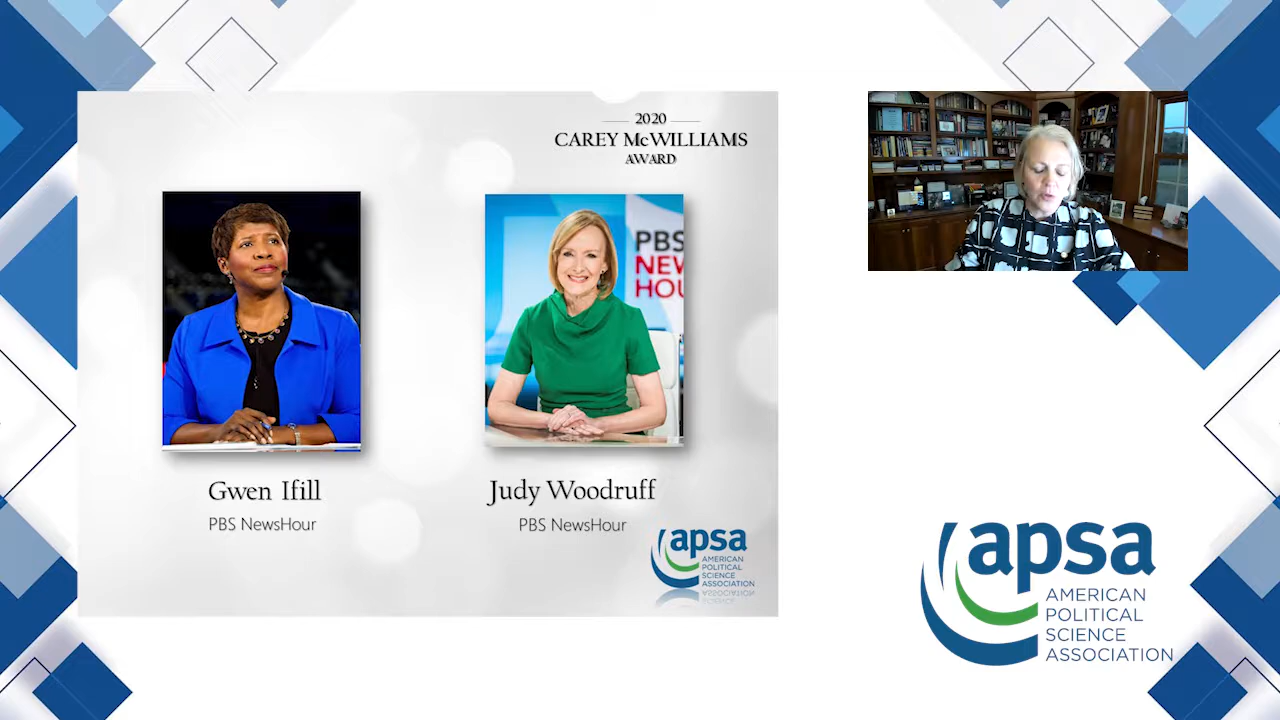 2020
CAREY McWILLIAMS
AWARD
PBS
NEW
HOU
Gwen Ifill
PBS NewsHour
Judy Woodruff
PBS NewsHour
apsa
AMERICAN
POLITICAL
SCIENCE
ASSOCIATION
apsa
AMERICAN
POLITICAL
SCIENCE
ASSOCIATION